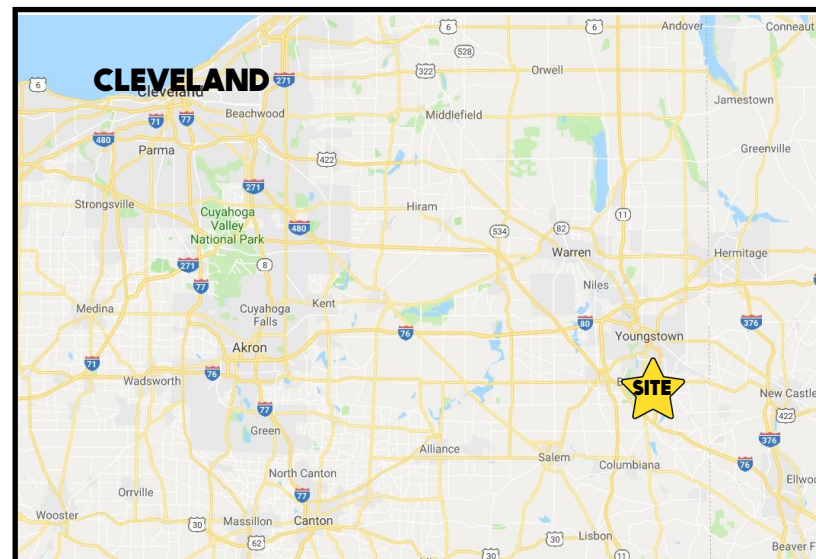 6
6
Andover
Conneaut
528
CLEVELAND
Cleveland
271
322
Orwell
6
Jamestown
Beachwood
Middlefield
71
77
480
Parma
422
Greenville
271
Strongsville
Cuyahoga
Valley
National Park
Hiram
11
480
534
82
Warren
Hermitage
271
8
77
Niles
Medina
Cuyahoga
Falls
Kent
80
376
76
Youngstown
Akron
71
76
Wadsworth
SITE
New Castle
77
422
Green
376
Alliance
Salem
Columbiana
76
North Canton
77
Orrville
Wooster
30
Massillon
Canton
30
Lisbon
62
30
11
Beaver F